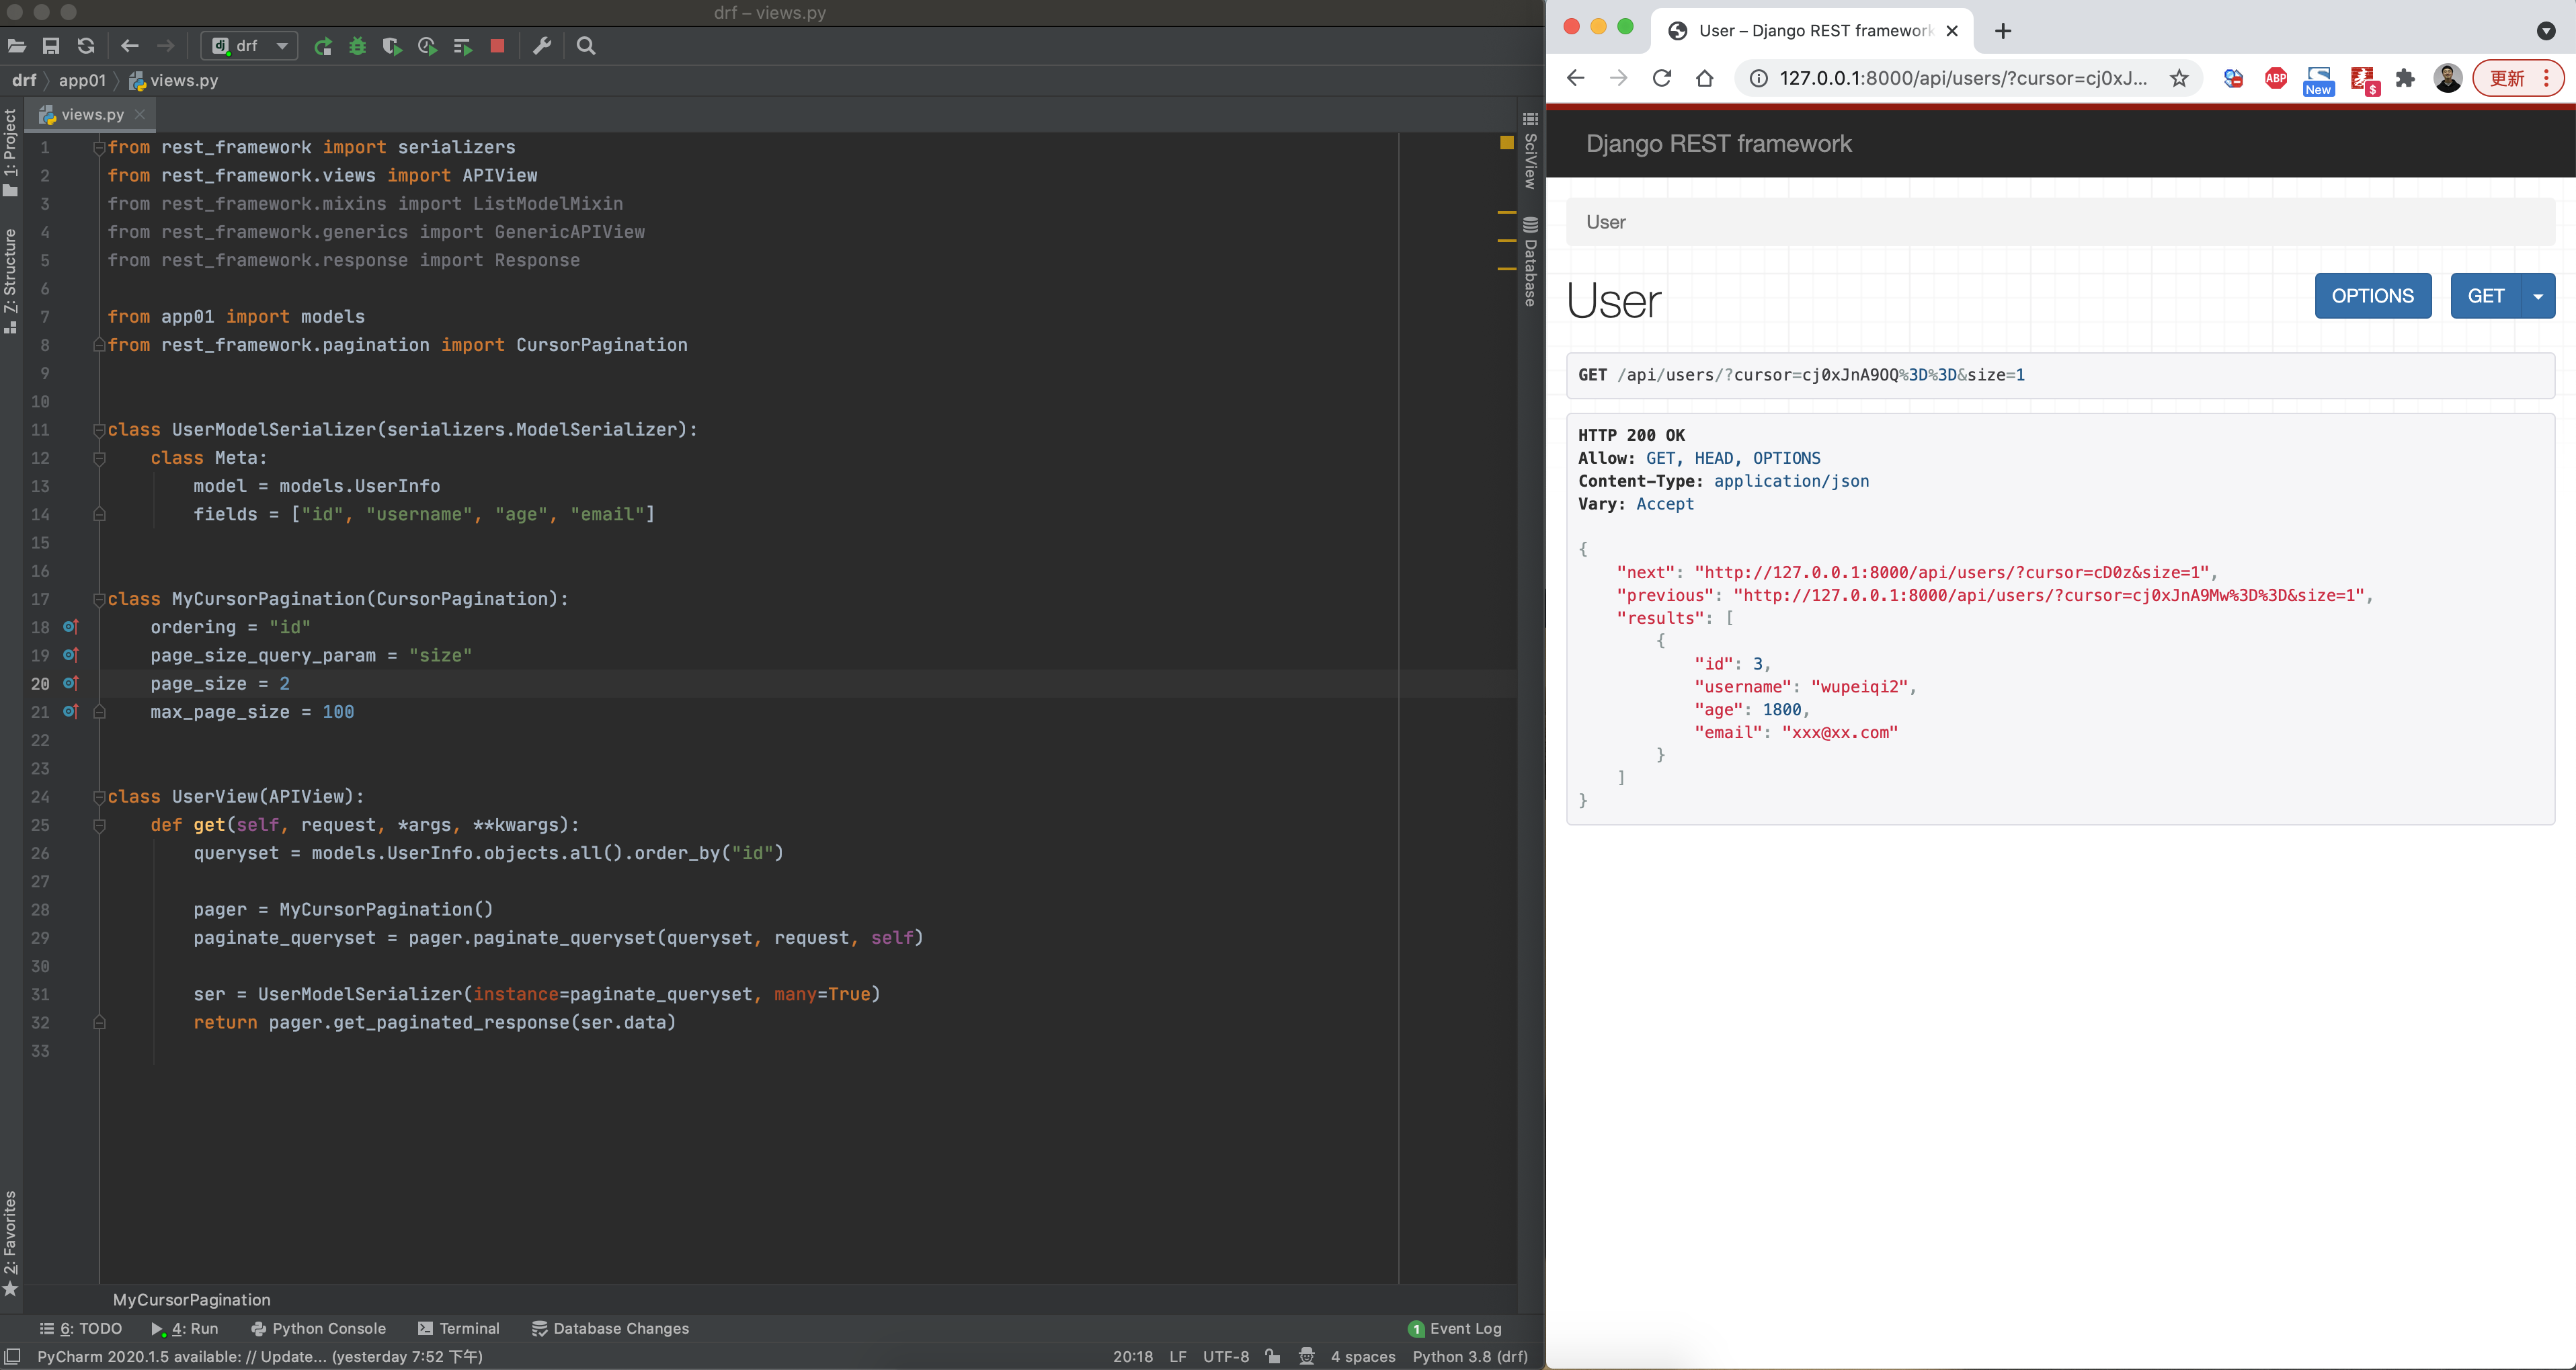 drf – views.py
drf
drf
app01
views.py
views.py
1: Project
7: Structure
2: Favorites
1 from rest_framework import serializers
2 from rest_framework.views import APIView
3 from rest_framework.mixins import ListModelMixin
4 from rest_framework.generics import GenericAPIView
5 from rest_framework.response import Response
6
7 from app01 import models
8 from rest_framework.pagination import CursorPagination
9
10
11 class UserModelSerializer(serializers.ModelSerializer):
12     class Meta:
13         model = models.UserInfo
14         fields = ["id", "username", "age", "email"]
15
16
17 class MyCursorPagination(CursorPagination):
18     ordering = "id"
19     page_size_query_param = "size"
20     page_size = 2
21     max_page_size = 100
22
23
24 class UserView(APIView):
25     def get(self, request, *args, **kwargs):
26         queryset = models.UserInfo.objects.all().order_by("id")
27
28         pager = MyCursorPagination()
29         paginate_queryset = pager.paginate_queryset(queryset, request, self)
30
31         ser = UserModelSerializer(instance=paginate_queryset, many=True)
32         return pager.get_paginated_response(ser.data)
33
SciView
Database
MyCursorPagination
6: TODO
4: Run
Python Console
Terminal
Database Changes
1 Event Log
PyCharm 2020.1.5 available: // Update... (yesterday 7:52 下午)
20:18 LF UTF-8 4 spaces Python 3.8 (drf)
User – Django REST framework
127.0.0.1:8000/api/users/?cursor=cj0xJ...
ABP
New
$
更新
Django REST framework
User
User
OPTIONS
GET
GET /api/users/?cursor=cj0xJnA9OQ%3D%3D&size=1
HTTP 200 OK
Allow: GET, HEAD, OPTIONS
Content-Type: application/json
Vary: Accept
{
    "next": "http://127.0.0.1:8000/api/users/?cursor=cD0z&size=1",
    "previous": "http://127.0.0.1:8000/api/users/?cursor=cj0xJnA9Mw%3D%3D&size=1",
    "results": [
        {
            "id": 3,
            "username": "wupeiqi2",
            "age": 1800,
            "email": "xxx@xx.com"
        }
    ]
}